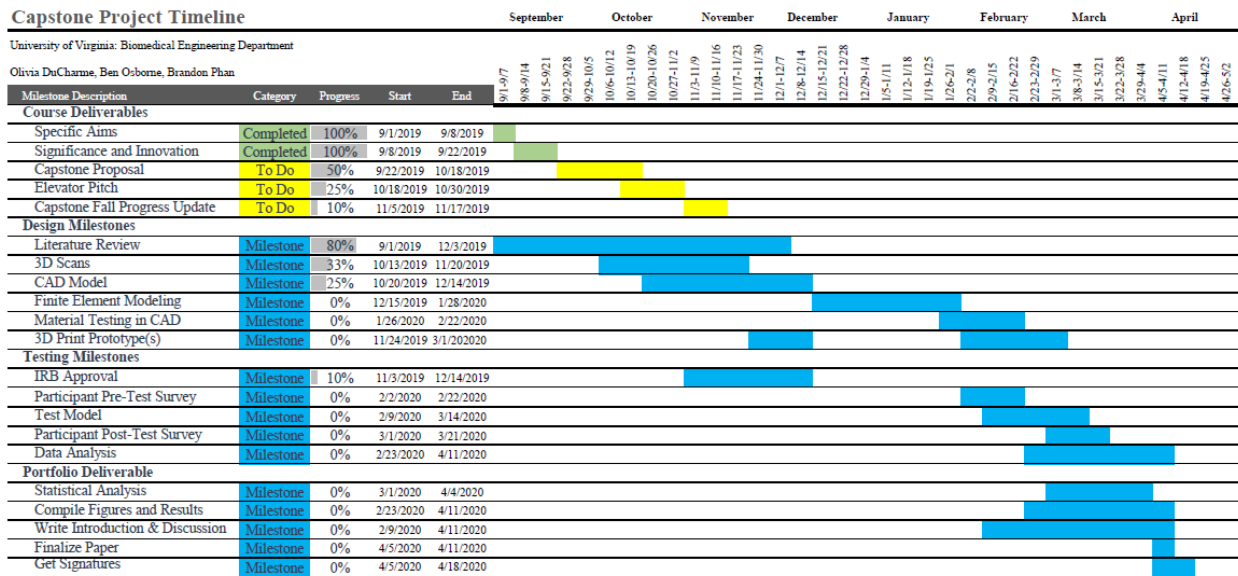 Capstone Project Timeline
September October November December January February March April
University of Virginia: Biomedical Engineering Department
Olivia DuCharme, Ben Osborne, Brandon Phan
9/1-9/7 9/8-9/14 9/15-9/21 9/22-9/28 9/29-10/5 10/6-10/12 10/13-10/19 10/20-10/26 10/27-11/2 11/3-11/9 11/10-11/16 11/17-11/23 11/24-11/30 12/1-12/7 12/8-12/14 12/15-12/21 12/22-12/28 12/29-1/4 1/5-1/11 1/12-1/18 1/19-1/25 1/26-2/1 2/2-2/8 2/9-2/15 2/16-2/22 2/23-2/29 3/1-3/7 3/8-3/14 3/15-3/21 3/22-3/28 3/29-4/4 4/5-4/11 4/12-4/18 4/19-4/25 4/26-5/2
Milestone Description Category Progress Start End
Course Deliverables
Specific Aims Completed 100% 9/1/2019 9/8/2019
Significance and Innovation Completed 100% 9/8/2019 9/22/2019
Capstone Proposal To Do 50% 9/22/2019 10/18/2019
Elevator Pitch To Do 25% 10/18/2019 10/30/2019
Capstone Fall Progress Update To Do 10% 11/5/2019 11/17/2019
Design Milestones
Literature Review Milestone 80% 9/1/2019 12/3/2019
3D Scans Milestone 33% 10/13/2019 11/20/2019
CAD Model Milestone 25% 10/20/2019 12/14/2019
Finite Element Modeling Milestone 0% 12/15/2019 1/28/2020
Material Testing in CAD Milestone 0% 1/26/2020 2/22/2020
3D Print Prototype(s) Milestone 0% 11/24/2019 3/1/202020
Testing Milestones
IRB Approval Milestone 10% 11/3/2019 12/14/2019
Participant Pre-Test Survey Milestone 0% 2/2/2020 2/22/2020
Test Model Milestone 0% 2/9/2020 3/14/2020
Participant Post-Test Survey Milestone 0% 3/1/2020 3/21/2020
Data Analysis Milestone 0% 2/23/2020 4/11/2020
Portfolio Deliverable
Statistical Analysis Milestone 0% 3/1/2020 4/4/2020
Compile Figures and Results Milestone 0% 2/23/2020 4/11/2020
Write Introduction & Discussion Milestone 0% 2/9/2020 4/11/2020
Finalize Paper Milestone 0% 4/5/2020 4/11/2020
Get Signatures Milestone 0% 4/5/2020 4/18/2020